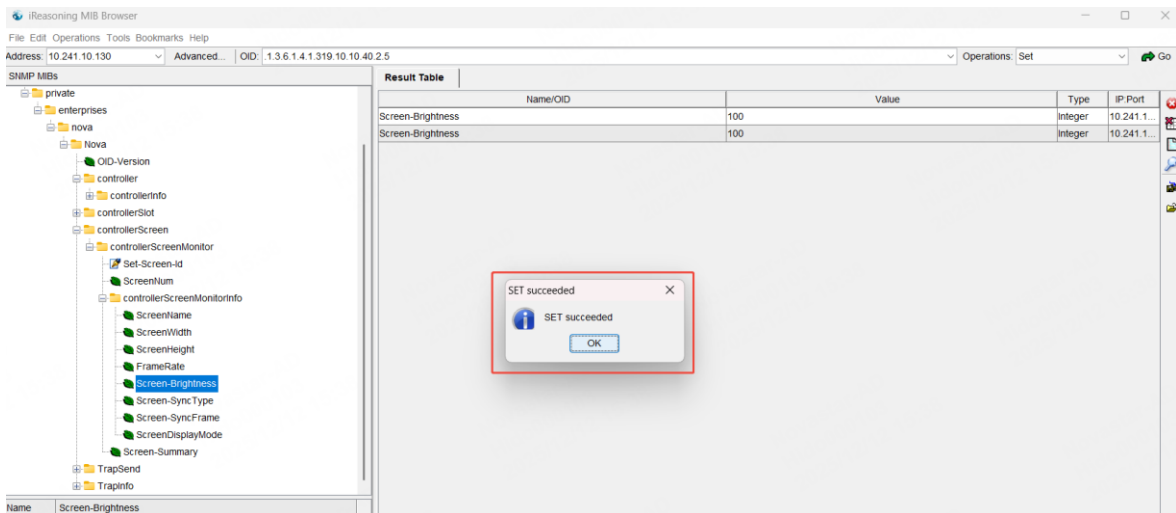 iReasoning MIB Browser
File Edit Operations Tools Bookmarks Help
Address: 10.241.10.130 Advanced... OID: .1.3.6.1.4.1.319.10.10.40.2.5 Operations: Set Go
SNMP MIBs
private
enterprises
nova
Nova
OID-Version
controller
controllerInfo
controllerSlot
controllerScreen
controllerScreenMonitor
Set-Screen-Id
ScreenNum
controllerScreenMonitorInfo
ScreenName
ScreenWidth
ScreenHeight
FrameRate
Screen-Brightness
Screen-SyncType
Screen-SyncFrame
ScreenDisplayMode
Screen-Summary
TrapSend
TrapInfo
Name Screen-Brightness
Result Table
Name/OID Value Type IP:Port
Screen-Brightness 100 Integer 10.241.1...
Screen-Brightness 100 Integer 10.241.1...
SET succeeded
SET succeeded
OK